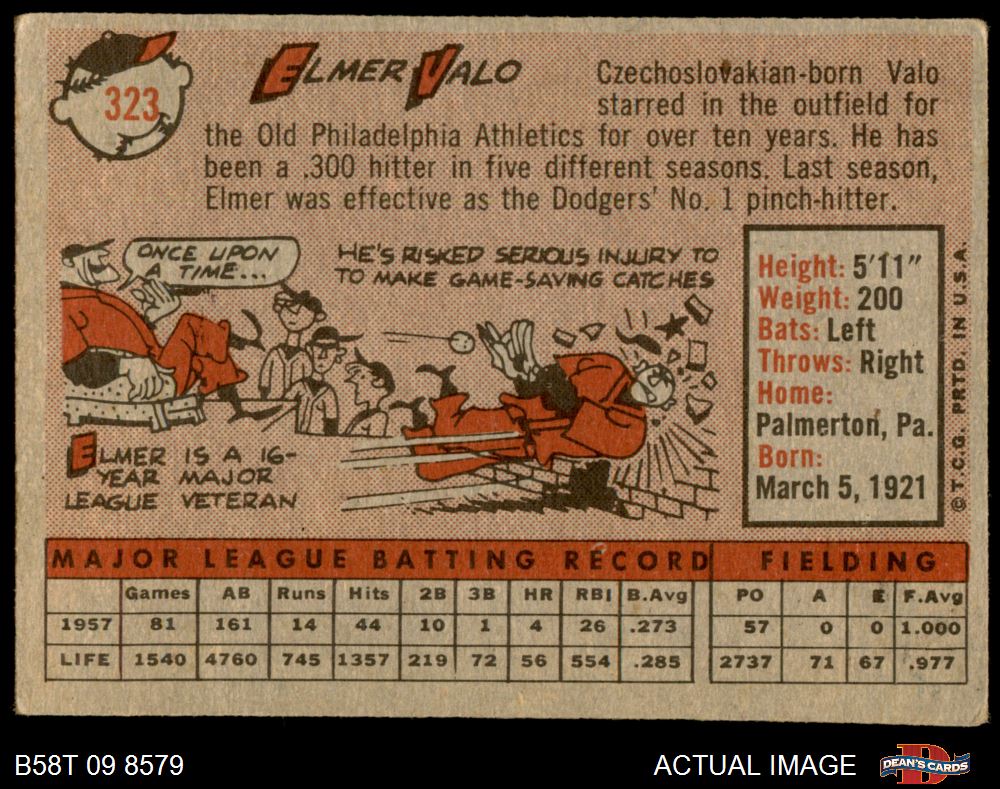 323
ELMER VALO
Czechoslovakian-born Valo
starred in the outfield for
the Old Philadelphia Athletics for over ten years. He has
been a .300 hitter in five different seasons. Last season,
Elmer was effective as the Dodgers' No. 1 pinch-hitter.
ONCE UPON
A TIME...
HE'S RISKED SERIOUS INJURY TO
TO MAKE GAME-SAVING CATCHES
ELMER IS A 16-
YEAR MAJOR
LEAGUE VETERAN
Height: 5'11"
Weight: 200
Bats: Left
Throws: Right
Home:
Palmerton, Pa.
Born:
March 5, 1921
© T.C.G. PRTD. IN U.S.A.
MAJOR LEAGUE BATTING RECORD FIELDING
Games AB Runs Hits 2B 3B HR RBI B.Avg PO A E F.Avg
1957 81 161 14 44 10 1 4 26 .273 57 0 0 1.000
LIFE 1540 4760 745 1357 219 72 56 554 .285 2737 71 67 .977
B58T 09 8579
ACTUAL IMAGE
DEAN'S CARDS